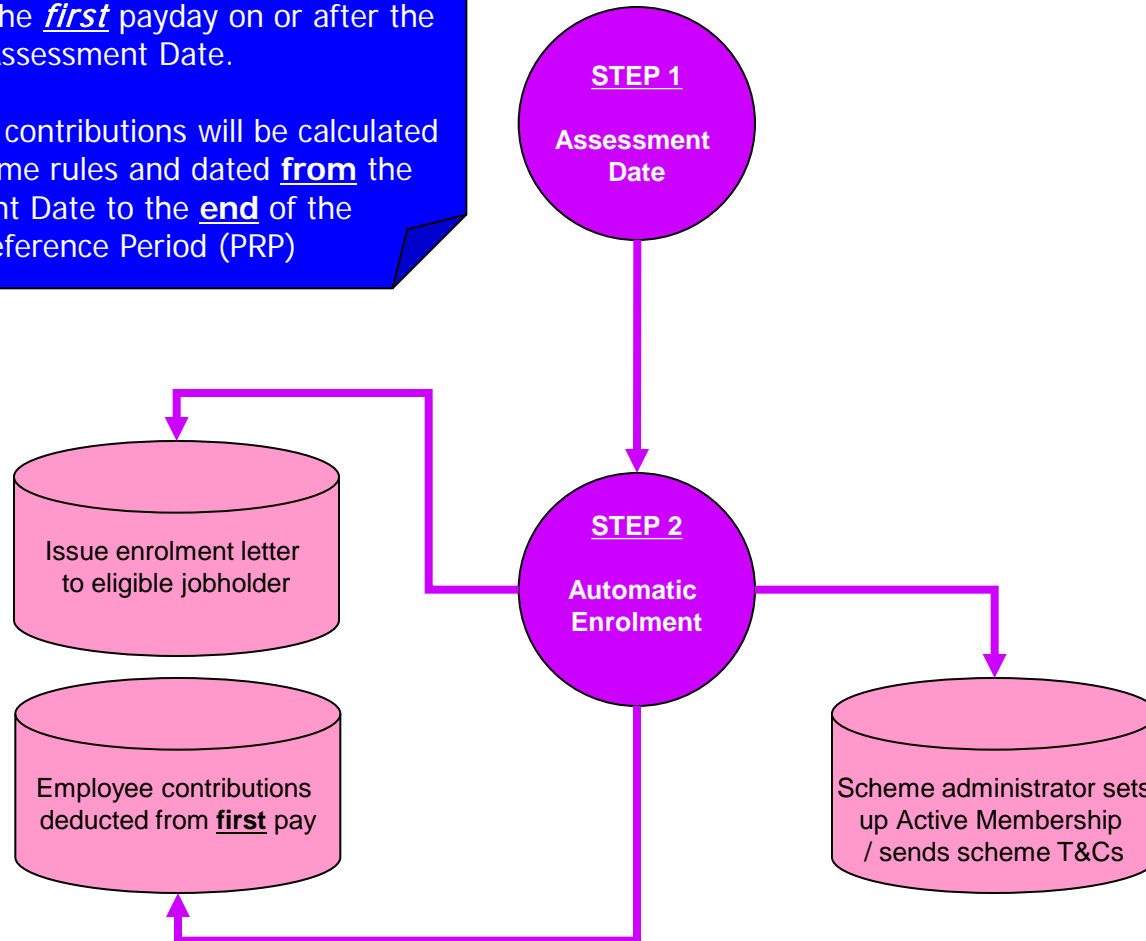 he first payday on or after the
ssessment Date.
contributions will be calculated
me rules and dated from the
nt Date to the end of the
eference Period (PRP)
STEP 1
Assessment
Date
Issue enrolment letter
to eligible jobholder
STEP 2
Automatic
Enrolment
Employee contributions
deducted from first pay
Scheme administrator sets
up Active Membership
/ sends scheme T&Cs